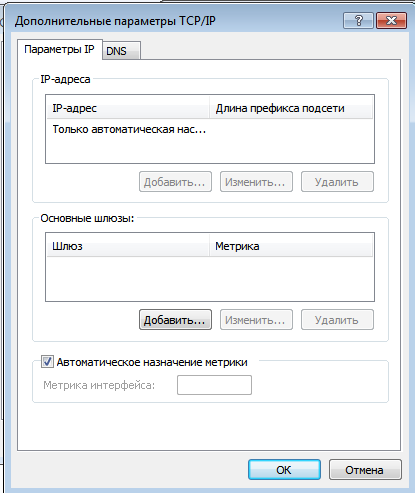 Дополнительные параметры TCP/IP
Параметры IP DNS
IP-адреса
IP-адрес Длина префикса подсети
Только автоматическая нас...
Добавить... Изменить... Удалить
Основные шлюзы:
Шлюз Метрика
Добавить... Изменить... Удалить
Автоматическое назначение метрики
Метрика интерфейса:
OK Отмена